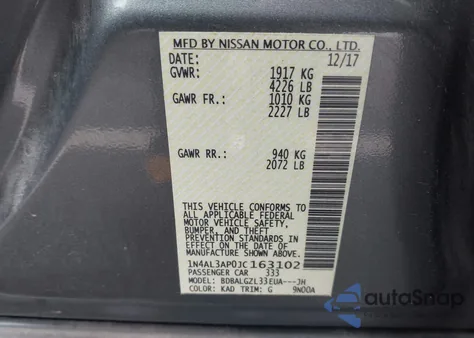 MFD BY NISSAN MOTOR CO., LTD.
DATE: 12/17
GVWR: 1917 KG
4226 LB
GAWR FR.: 1010 KG
2227 LB
GAWR RR.: 940 KG
2072 LB
THIS VEHICLE CONFORMS TO
ALL APPLICABLE FEDERAL
MOTOR VEHICLE SAFETY,
BUMPER, AND THEFT
PREVENTION STANDARDS IN
EFFECT ON THE DATE OF
MANUFACTURE SHOWN ABOVE.
1N4AL3AP0JC163102
PASSENGER CAR 333
MODEL: BDBALGZL33EUA---JH
COLOR: KAD TRIM: G 9N00A
autoSnap